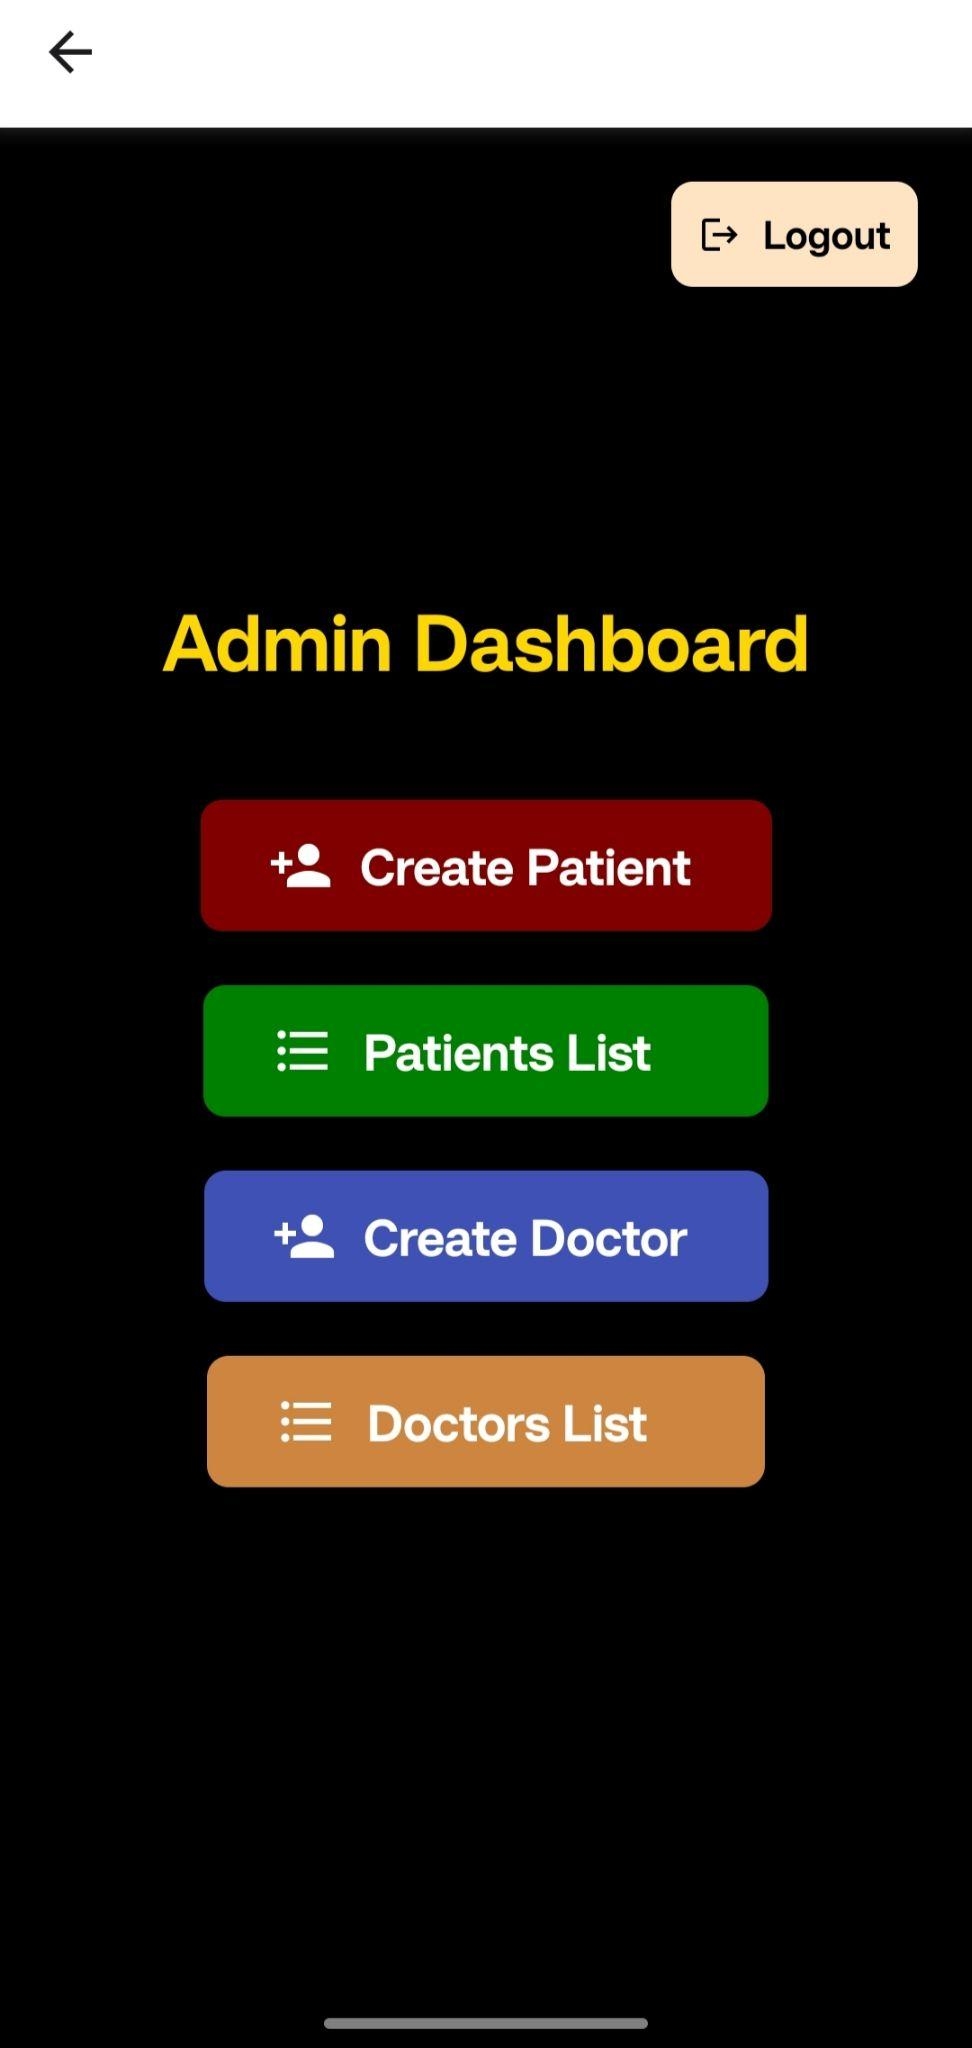 Logout
Admin Dashboard
Create Patient
Patients List
Create Doctor
Doctors List